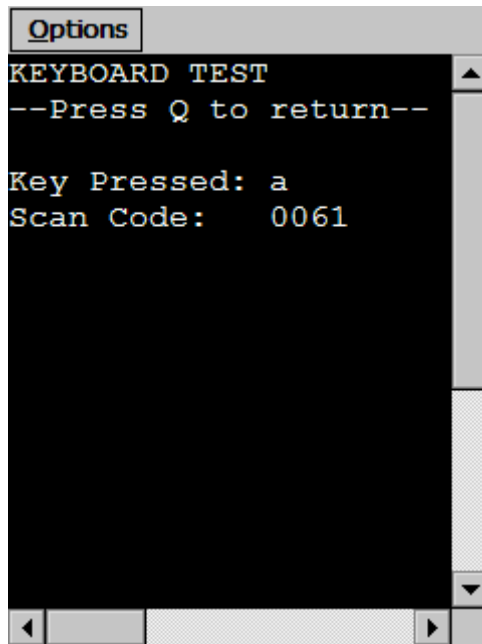 Options
KEYBOARD TEST
--Press Q to return--
Key Pressed: a
Scan Code:   0061